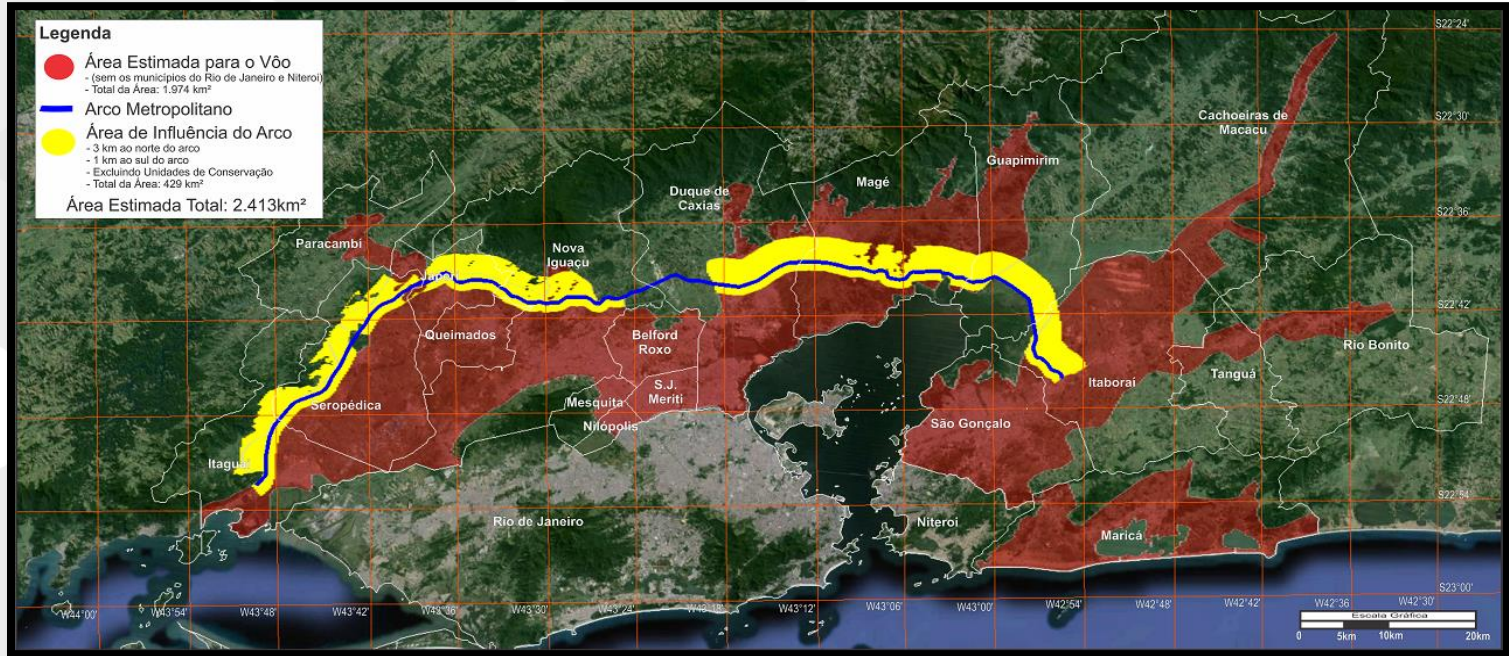 Legenda
Área Estimada para o Vôo
- (sem os municípios do Rio de Janeiro e Niteroi)
- Total da Área: 1.974 km²
Arco Metropolitano
Área de Influência do Arco
- 3 km ao norte do arco
- 1 km ao sul do arco
- Excluindo Unidades de Conservação
- Total da Área: 429 km²
Área Estimada Total: 2.413km²
S22°24'
Cachoeiras de
Macacu
S22°30'
Guapimirim
Magé
Duque de
Caxias
S22°36'
Paracambí
Nova
Iguaçu
S22°42'
Queimados
Belford
Roxo
Rio Bonito
Tanguá
Itaborai
S.J.
Meriti
Mesquita
Seropédica
S22°48'
São Gonçalo
Nilópolis
Itaguaí
S22°54'
Rio de Janeiro
Niteroi
Maricá
S23°00'
W44°00'
W43°54'
W43°48'
W43°42'
W43°36'
W43°30'
W43°24'
W43°18'
W43°12'
W43°06'
W43°00'
W42°54'
W42°48'
W42°42'
W42°36'
W42°30'
Escala Gráfica
0 5km 10km 20km